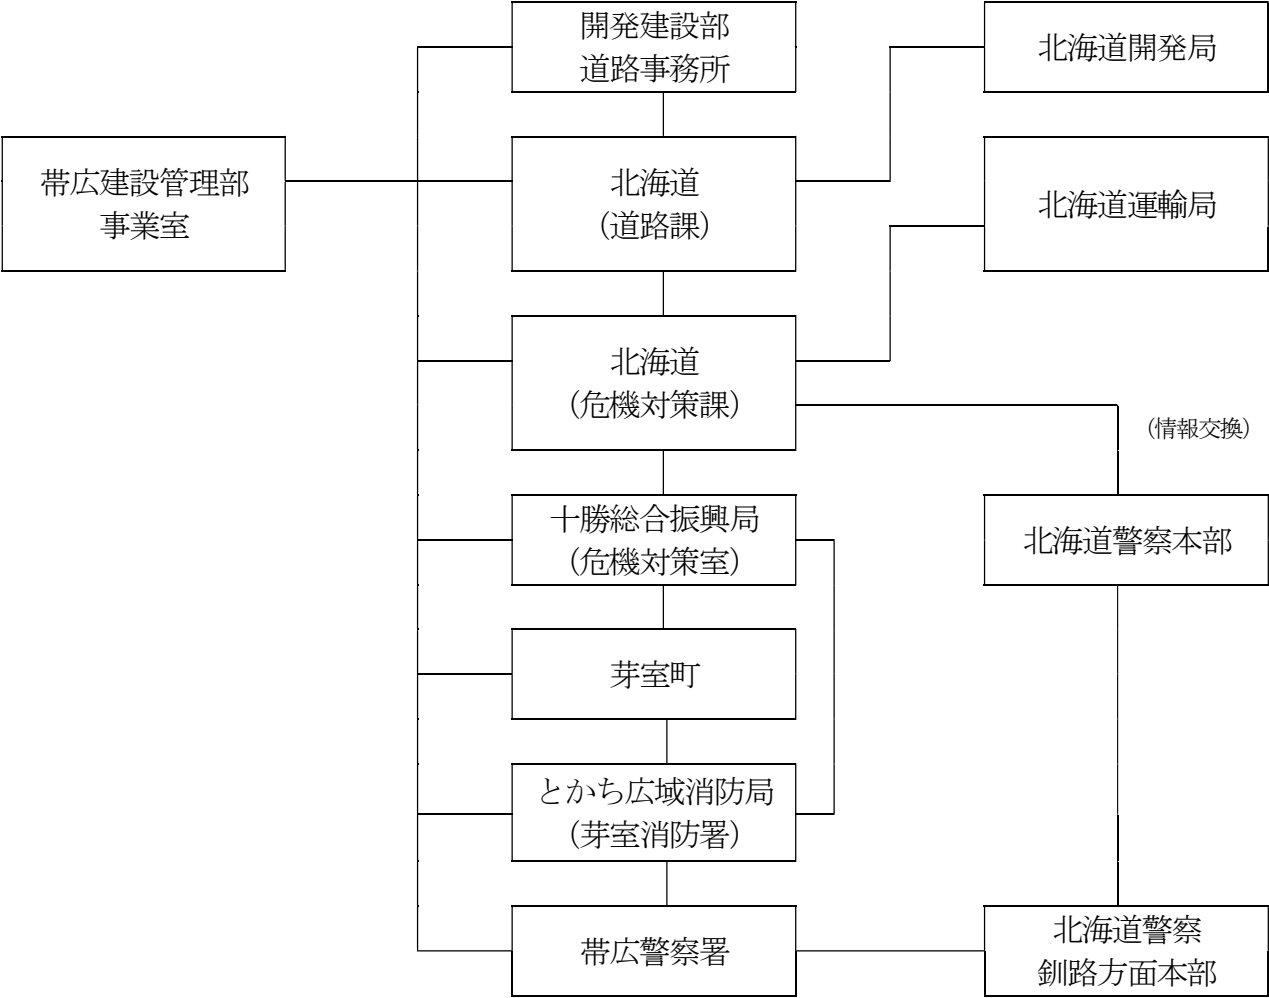 開発建設部
道路事務所
北海道開発局
帯広建設管理部
事業室
北海道
（道路課）
北海道運輸局
北海道
（危機対策課）
（情報交換）
十勝総合振興局
（危機対策室）
北海道警察本部
芽室町
とかち広域消防局
（芽室消防署）
帯広警察署
北海道警察
釧路方面本部